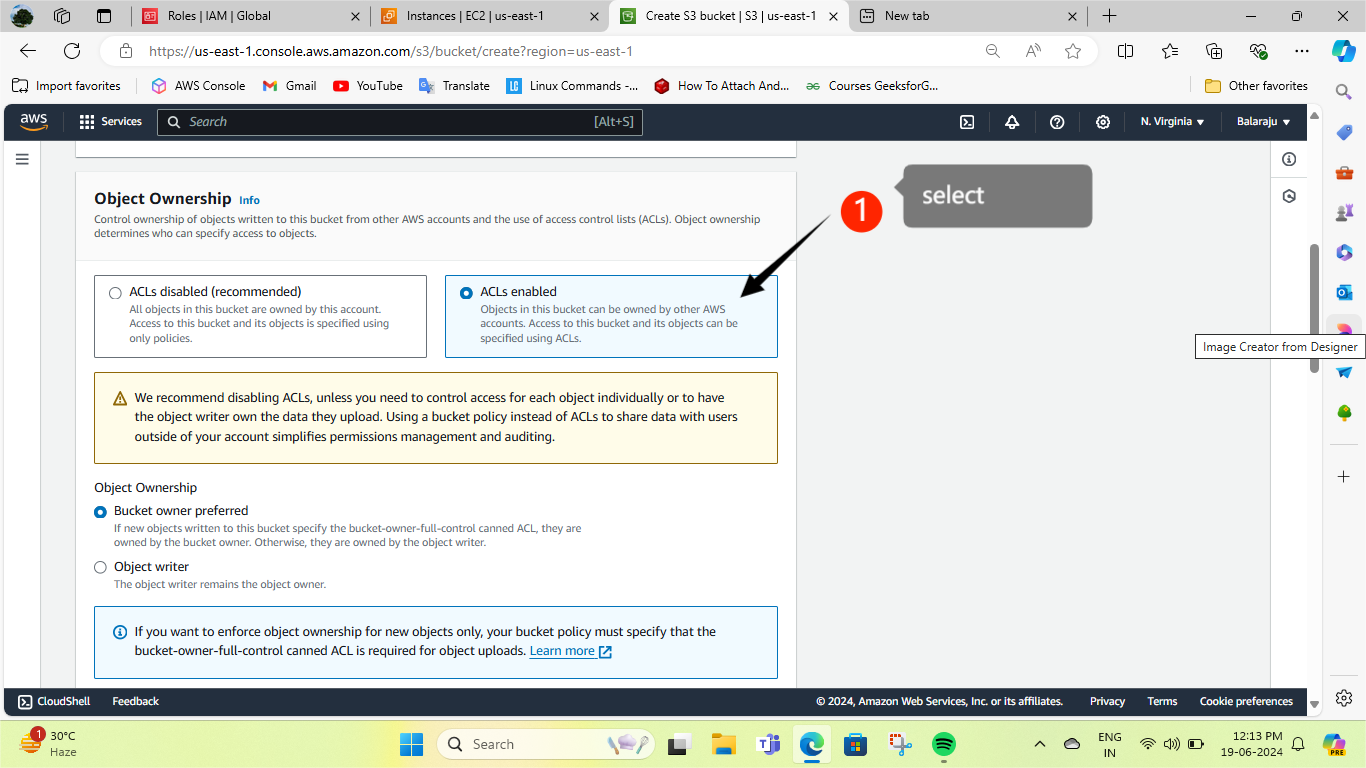 Roles | IAM | Global
Instances | EC2 | us-east-1
Create S3 bucket | S3 | us-east-1
New tab
https://us-east-1.console.aws.amazon.com/s3/bucket/create?region=us-east-1
Import favorites
AWS Console
Gmail
YouTube
Translate
Linux Commands -...
How To Attach And...
Courses GeeksforG...
Other favorites
aws
Services
Search
[Alt+S]
N. Virginia
Balaraju
Object Ownership Info
Control ownership of objects written to this bucket from other AWS accounts and the use of access control lists (ACLs). Object ownership
determines who can specify access to objects.
1
select
ACLs disabled (recommended)
All objects in this bucket are owned by this account.
Access to this bucket and its objects is specified using
only policies.
ACLs enabled
Objects in this bucket can be owned by other AWS
accounts. Access to this bucket and its objects can be
specified using ACLs.
Image Creator from Designer
We recommend disabling ACLs, unless you need to control access for each object individually or to have
the object writer own the data they upload. Using a bucket policy instead of ACLs to share data with users
outside of your account simplifies permissions management and auditing.
Object Ownership
Bucket owner preferred
If new objects written to this bucket specify the bucket-owner-full-control canned ACL, they are
owned by the bucket owner. Otherwise, they are owned by the object writer.
Object writer
The object writer remains the object owner.
If you want to enforce object ownership for new objects only, your bucket policy must specify that the
bucket-owner-full-control canned ACL is required for object uploads. Learn more
CloudShell
Feedback
© 2024, Amazon Web Services, Inc. or its affiliates.
Privacy
Terms
Cookie preferences
1
30°C
Haze
Search
ENG
IN
12:13 PM
19-06-2024
PRE